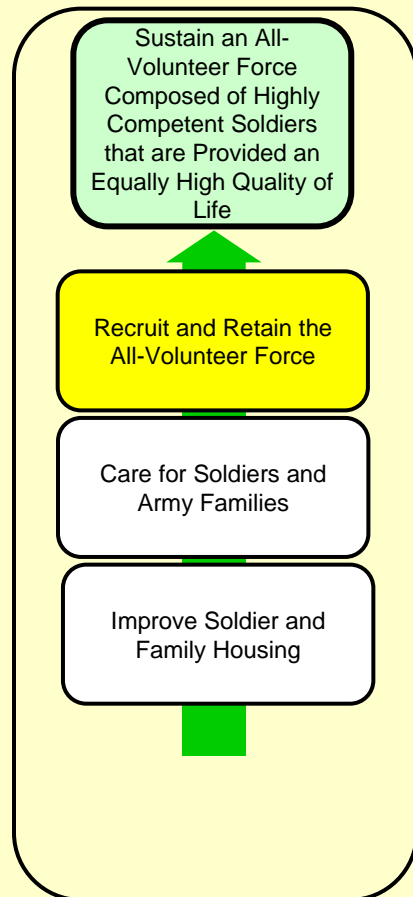 Sustain an All-
Volunteer Force
Composed of Highly
Competent Soldiers
that are Provided an
Equally High Quality of
Life
Recruit and Retain the
All-Volunteer Force
Care for Soldiers and
Army Families
Improve Soldier and
Family Housing